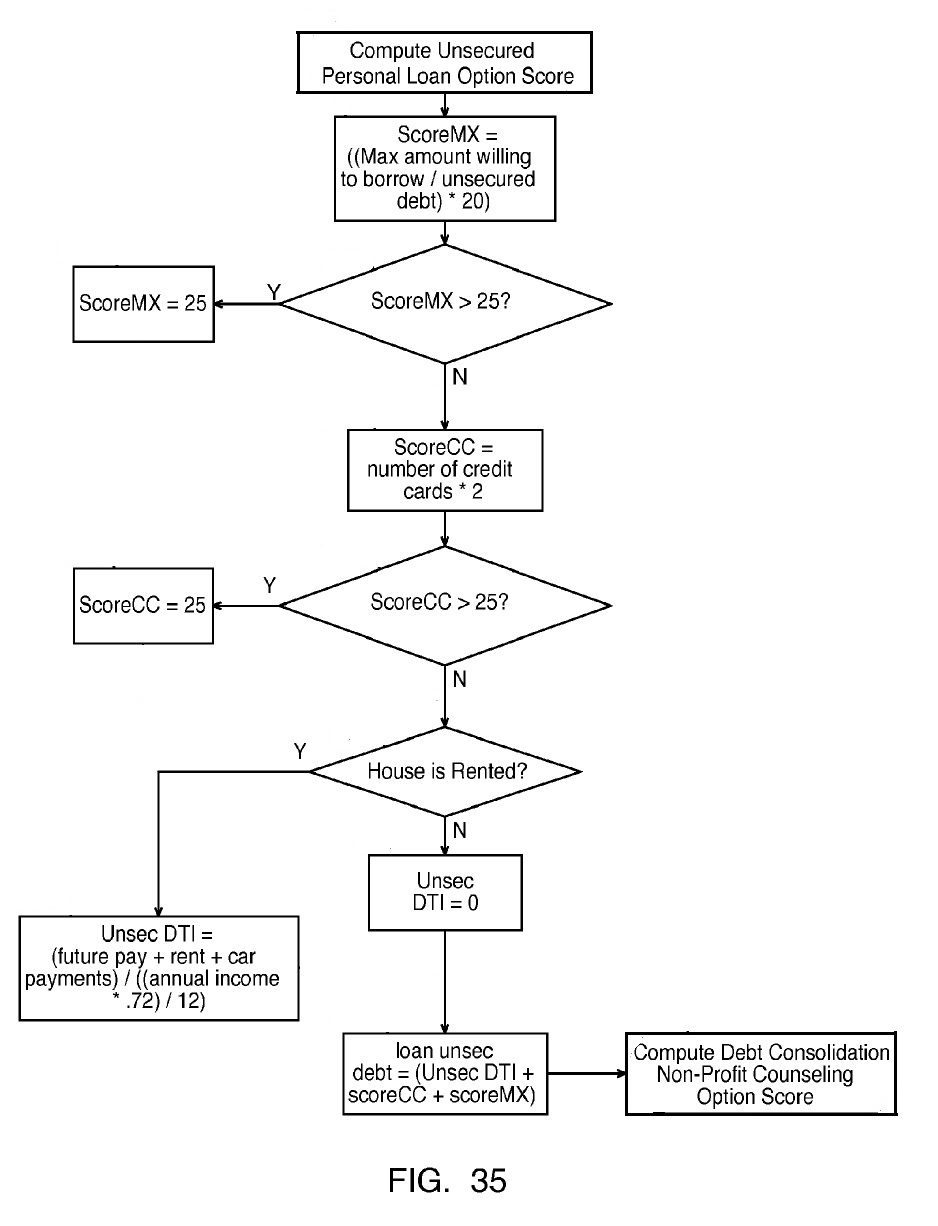 Compute Unsecured
Personal Loan Option Score
ScoreMX =
((Max amount willing
to borrow / unsecured
debt) * 20)
ScoreMX > 25?
Y
ScoreMX = 25
N
ScoreCC =
number of credit
cards * 2
ScoreCC > 25?
Y
ScoreCC = 25
N
House is Rented?
Y
N
Unsec
DTI = 0
Unsec DTI =
(future pay + rent + car
payments) / ((annual income
* .72) / 12)
loan unsec
debt = (Unsec DTI +
scoreCC + scoreMX)
Compute Debt Consolidation
Non-Profit Counseling
Option Score
FIG. 35